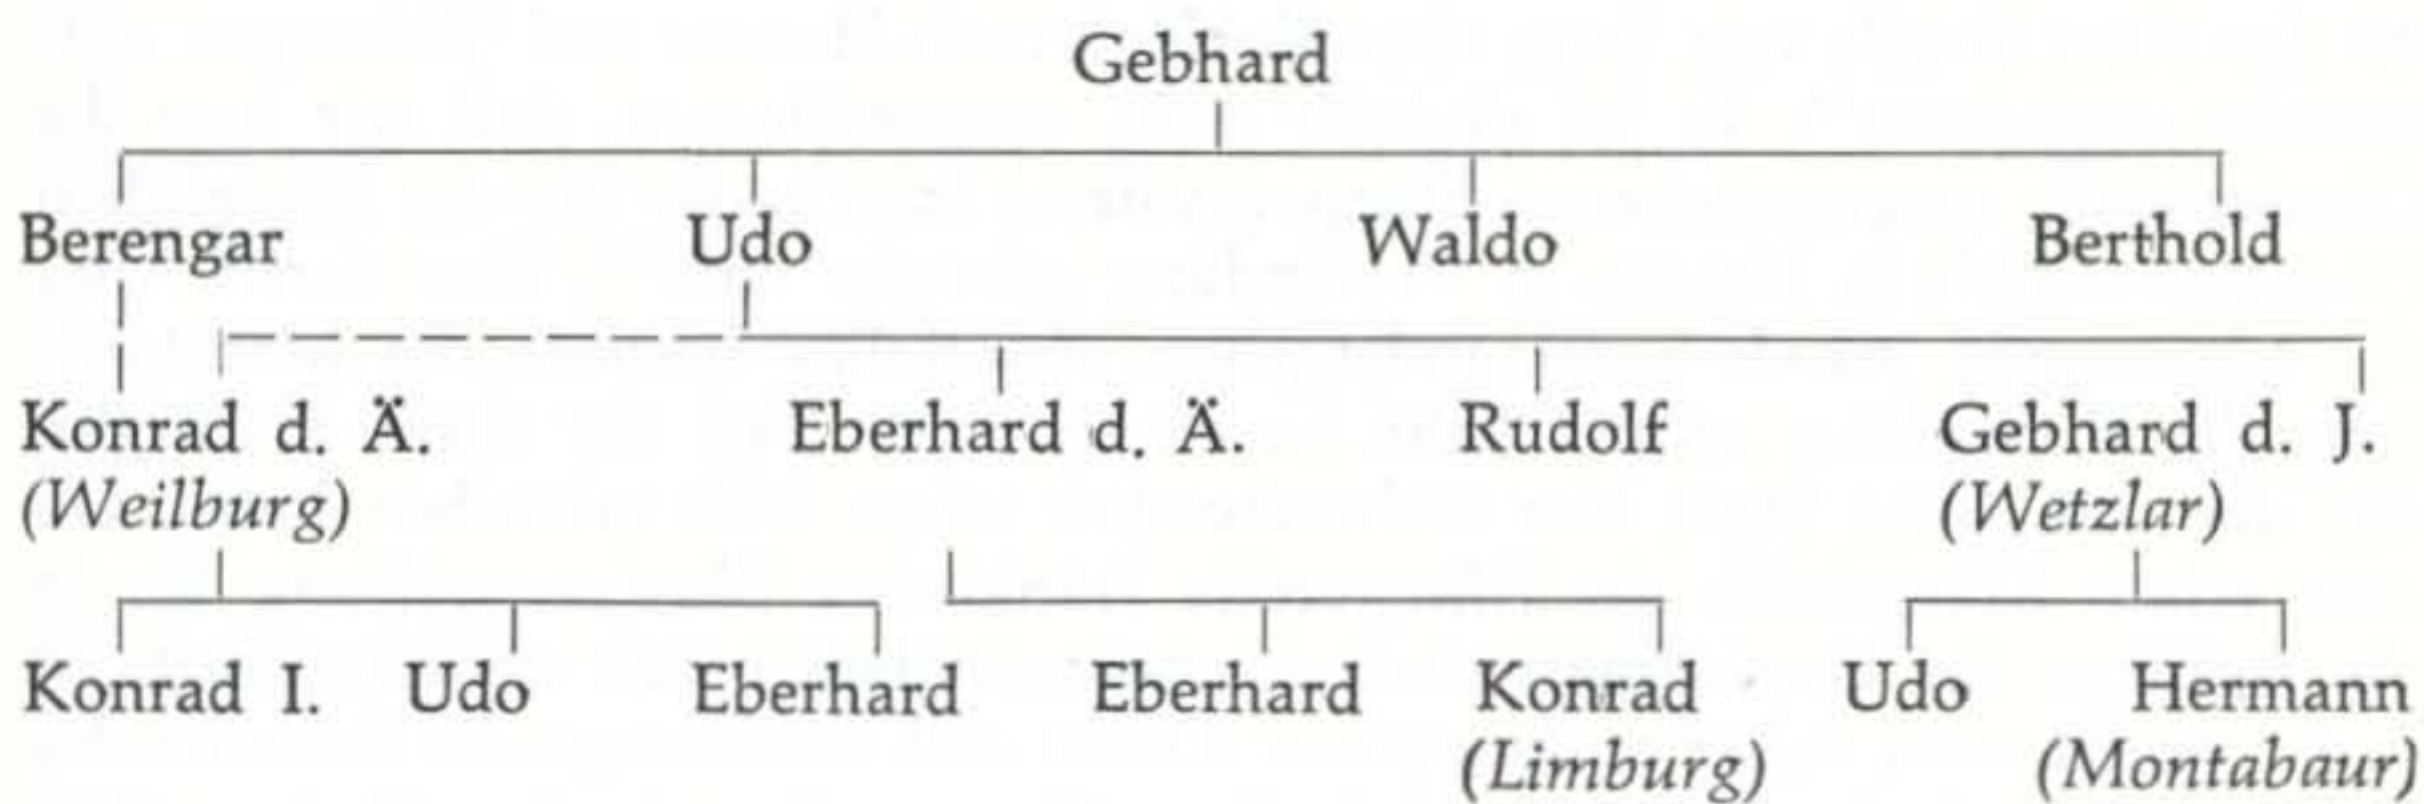 Gebhard
Berengar Udo Waldo Berthold
Konrad d. Ä. Eberhard d. Ä. Rudolf Gebhard d. J.
(Weilburg) (Wetzlar)
Konrad I. Udo Eberhard Eberhard Konrad Udo Hermann
(Limburg) (Montabaur)